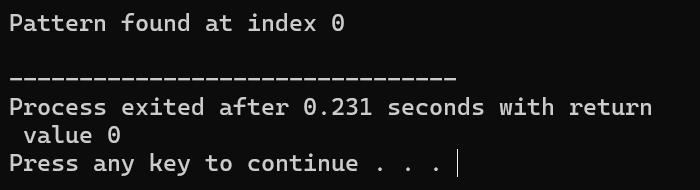 Pattern found at index 0
--------------------------------
Process exited after 0.231 seconds with return
 value 0
Press any key to continue . . .